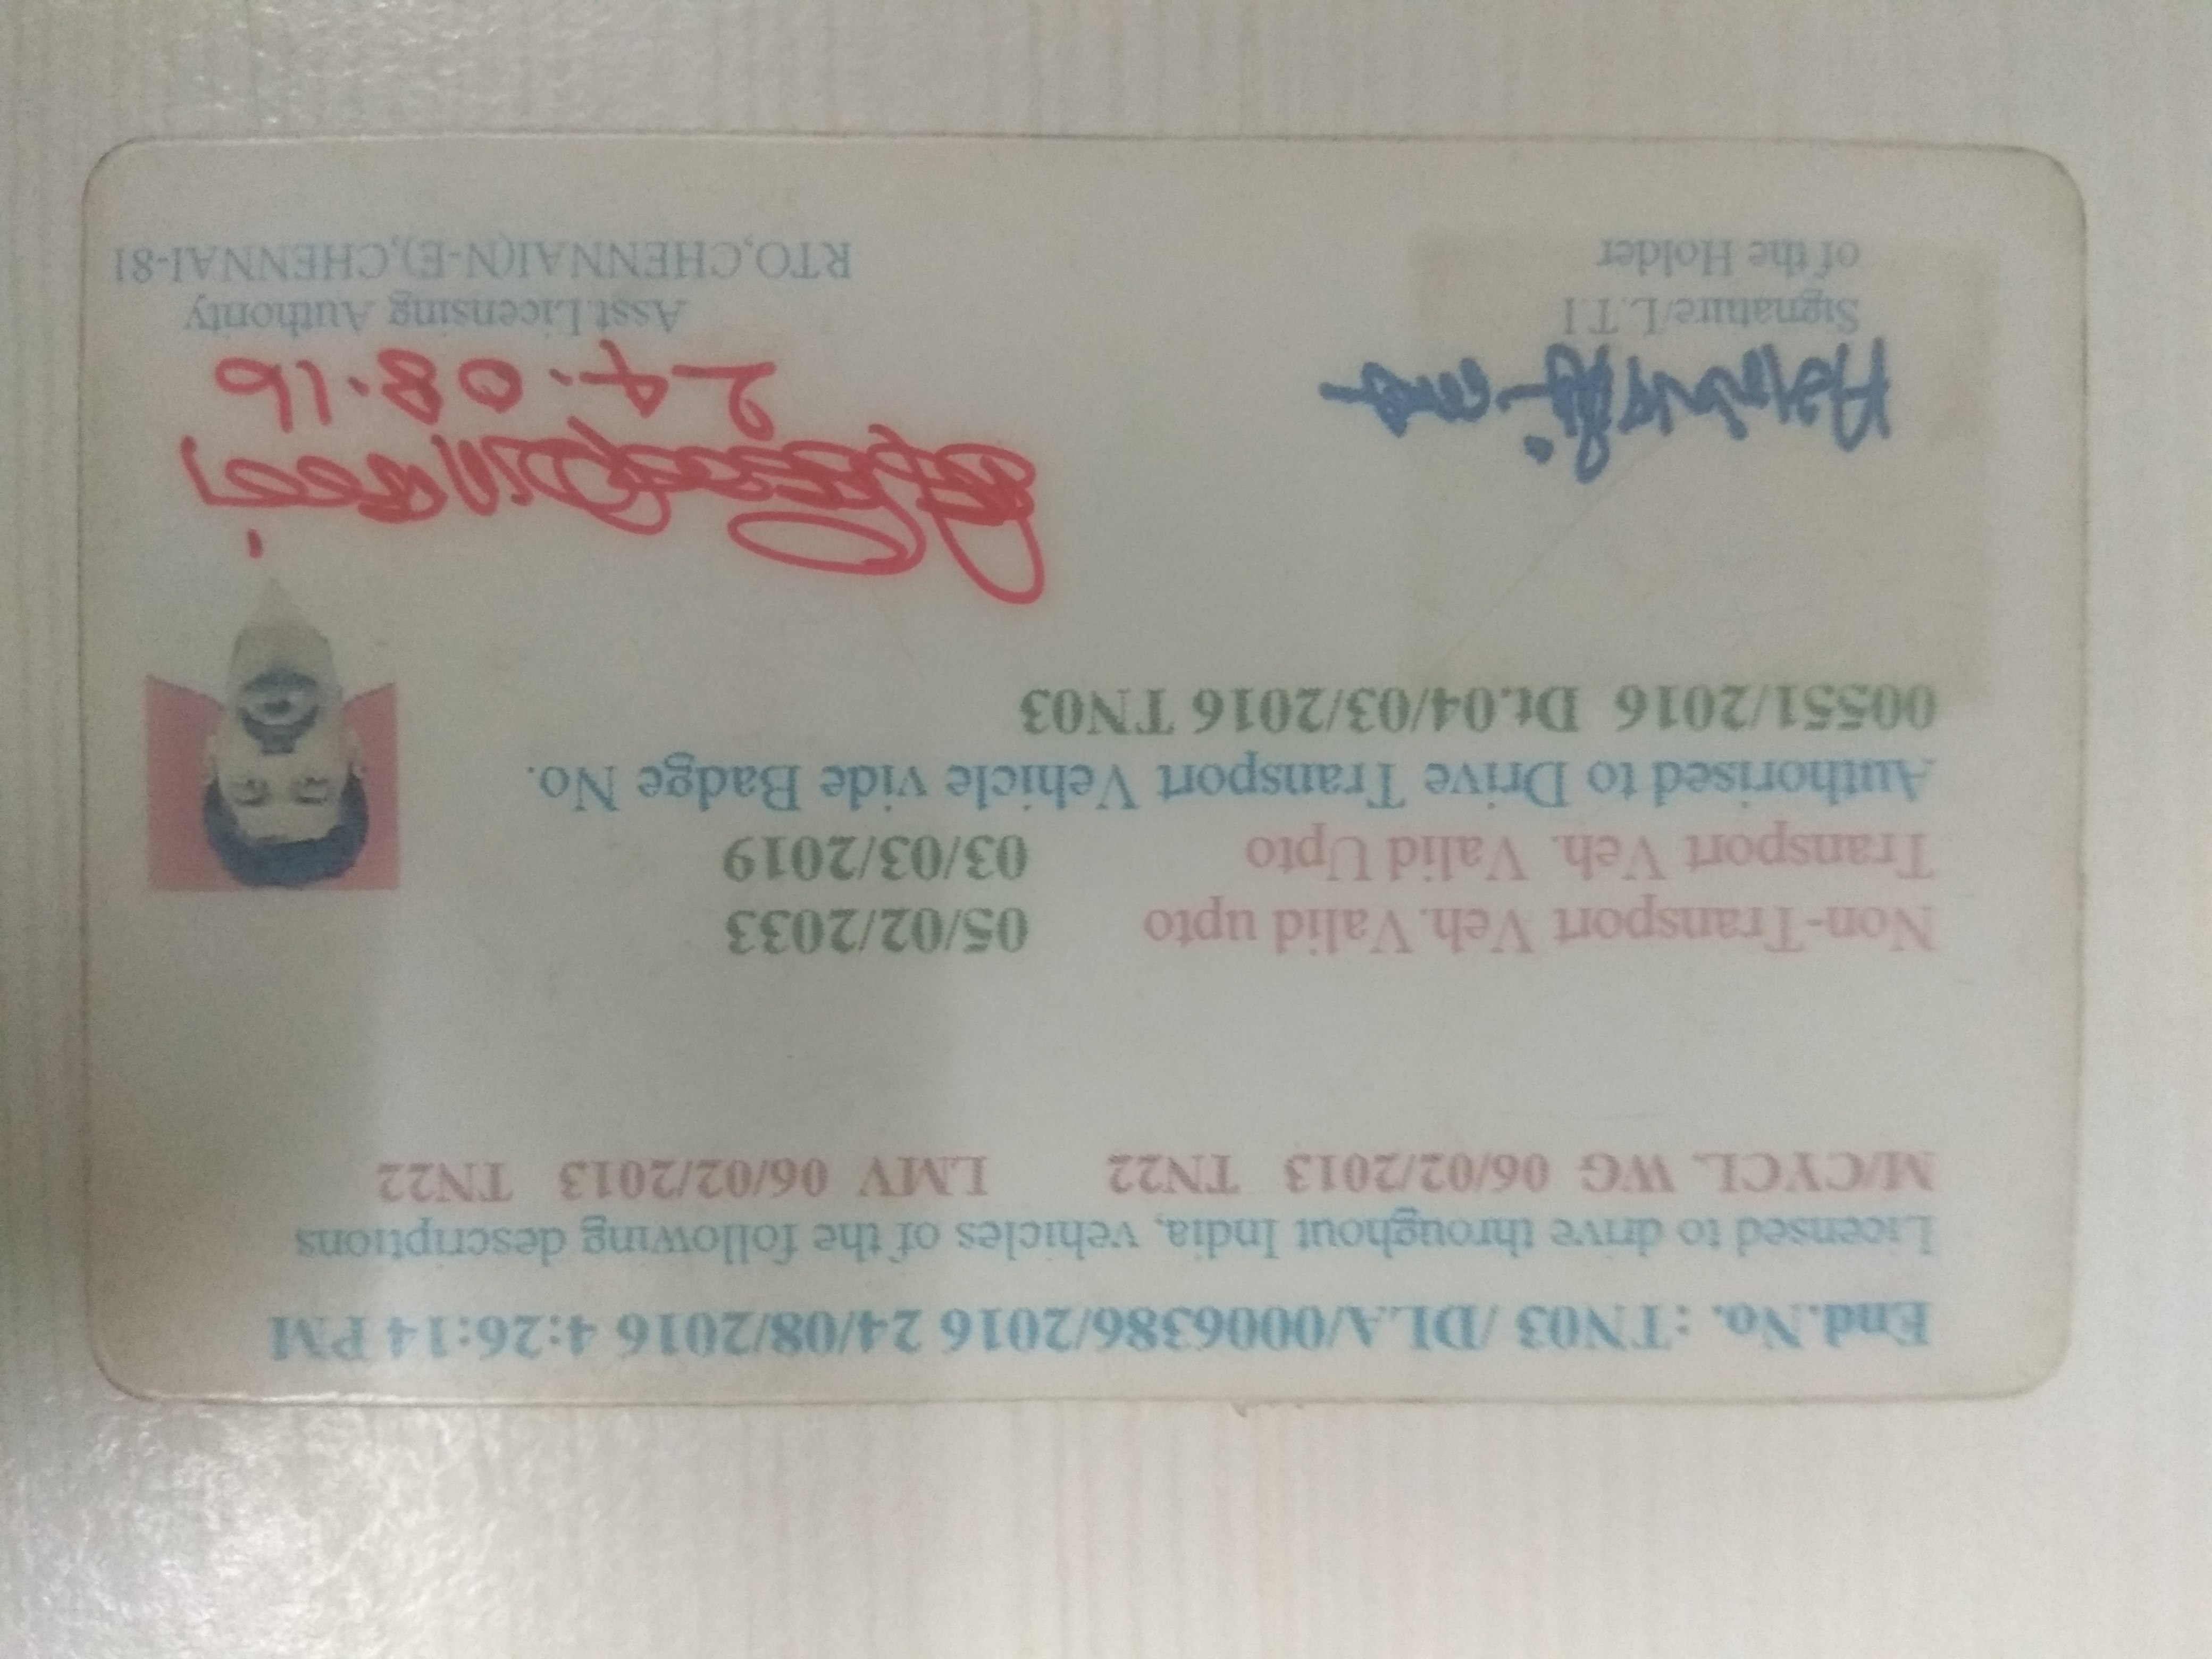 End.No. : TN03 /DLA/0006386/2016 24/08/2016 4:26:14 PM
Licensed to drive throughout India, vehicles of the following descriptions
M/CYCL. WG 06/02/2013 TN22 LMV 06/02/2013 TN22
Non-Transport Veh. Valid upto 05/02/2033
Transport Veh. Valid Upto 03/03/2019
Authorised to Drive Transport Vehicle vide Badge No.
00551/2016 Dt.04/03/2016 TN03
24.08.16
Signature/L.T.I
of the Holder
Asst.Licensing Authority
RTO,CHENNAI(N-E),CHENNAI-81